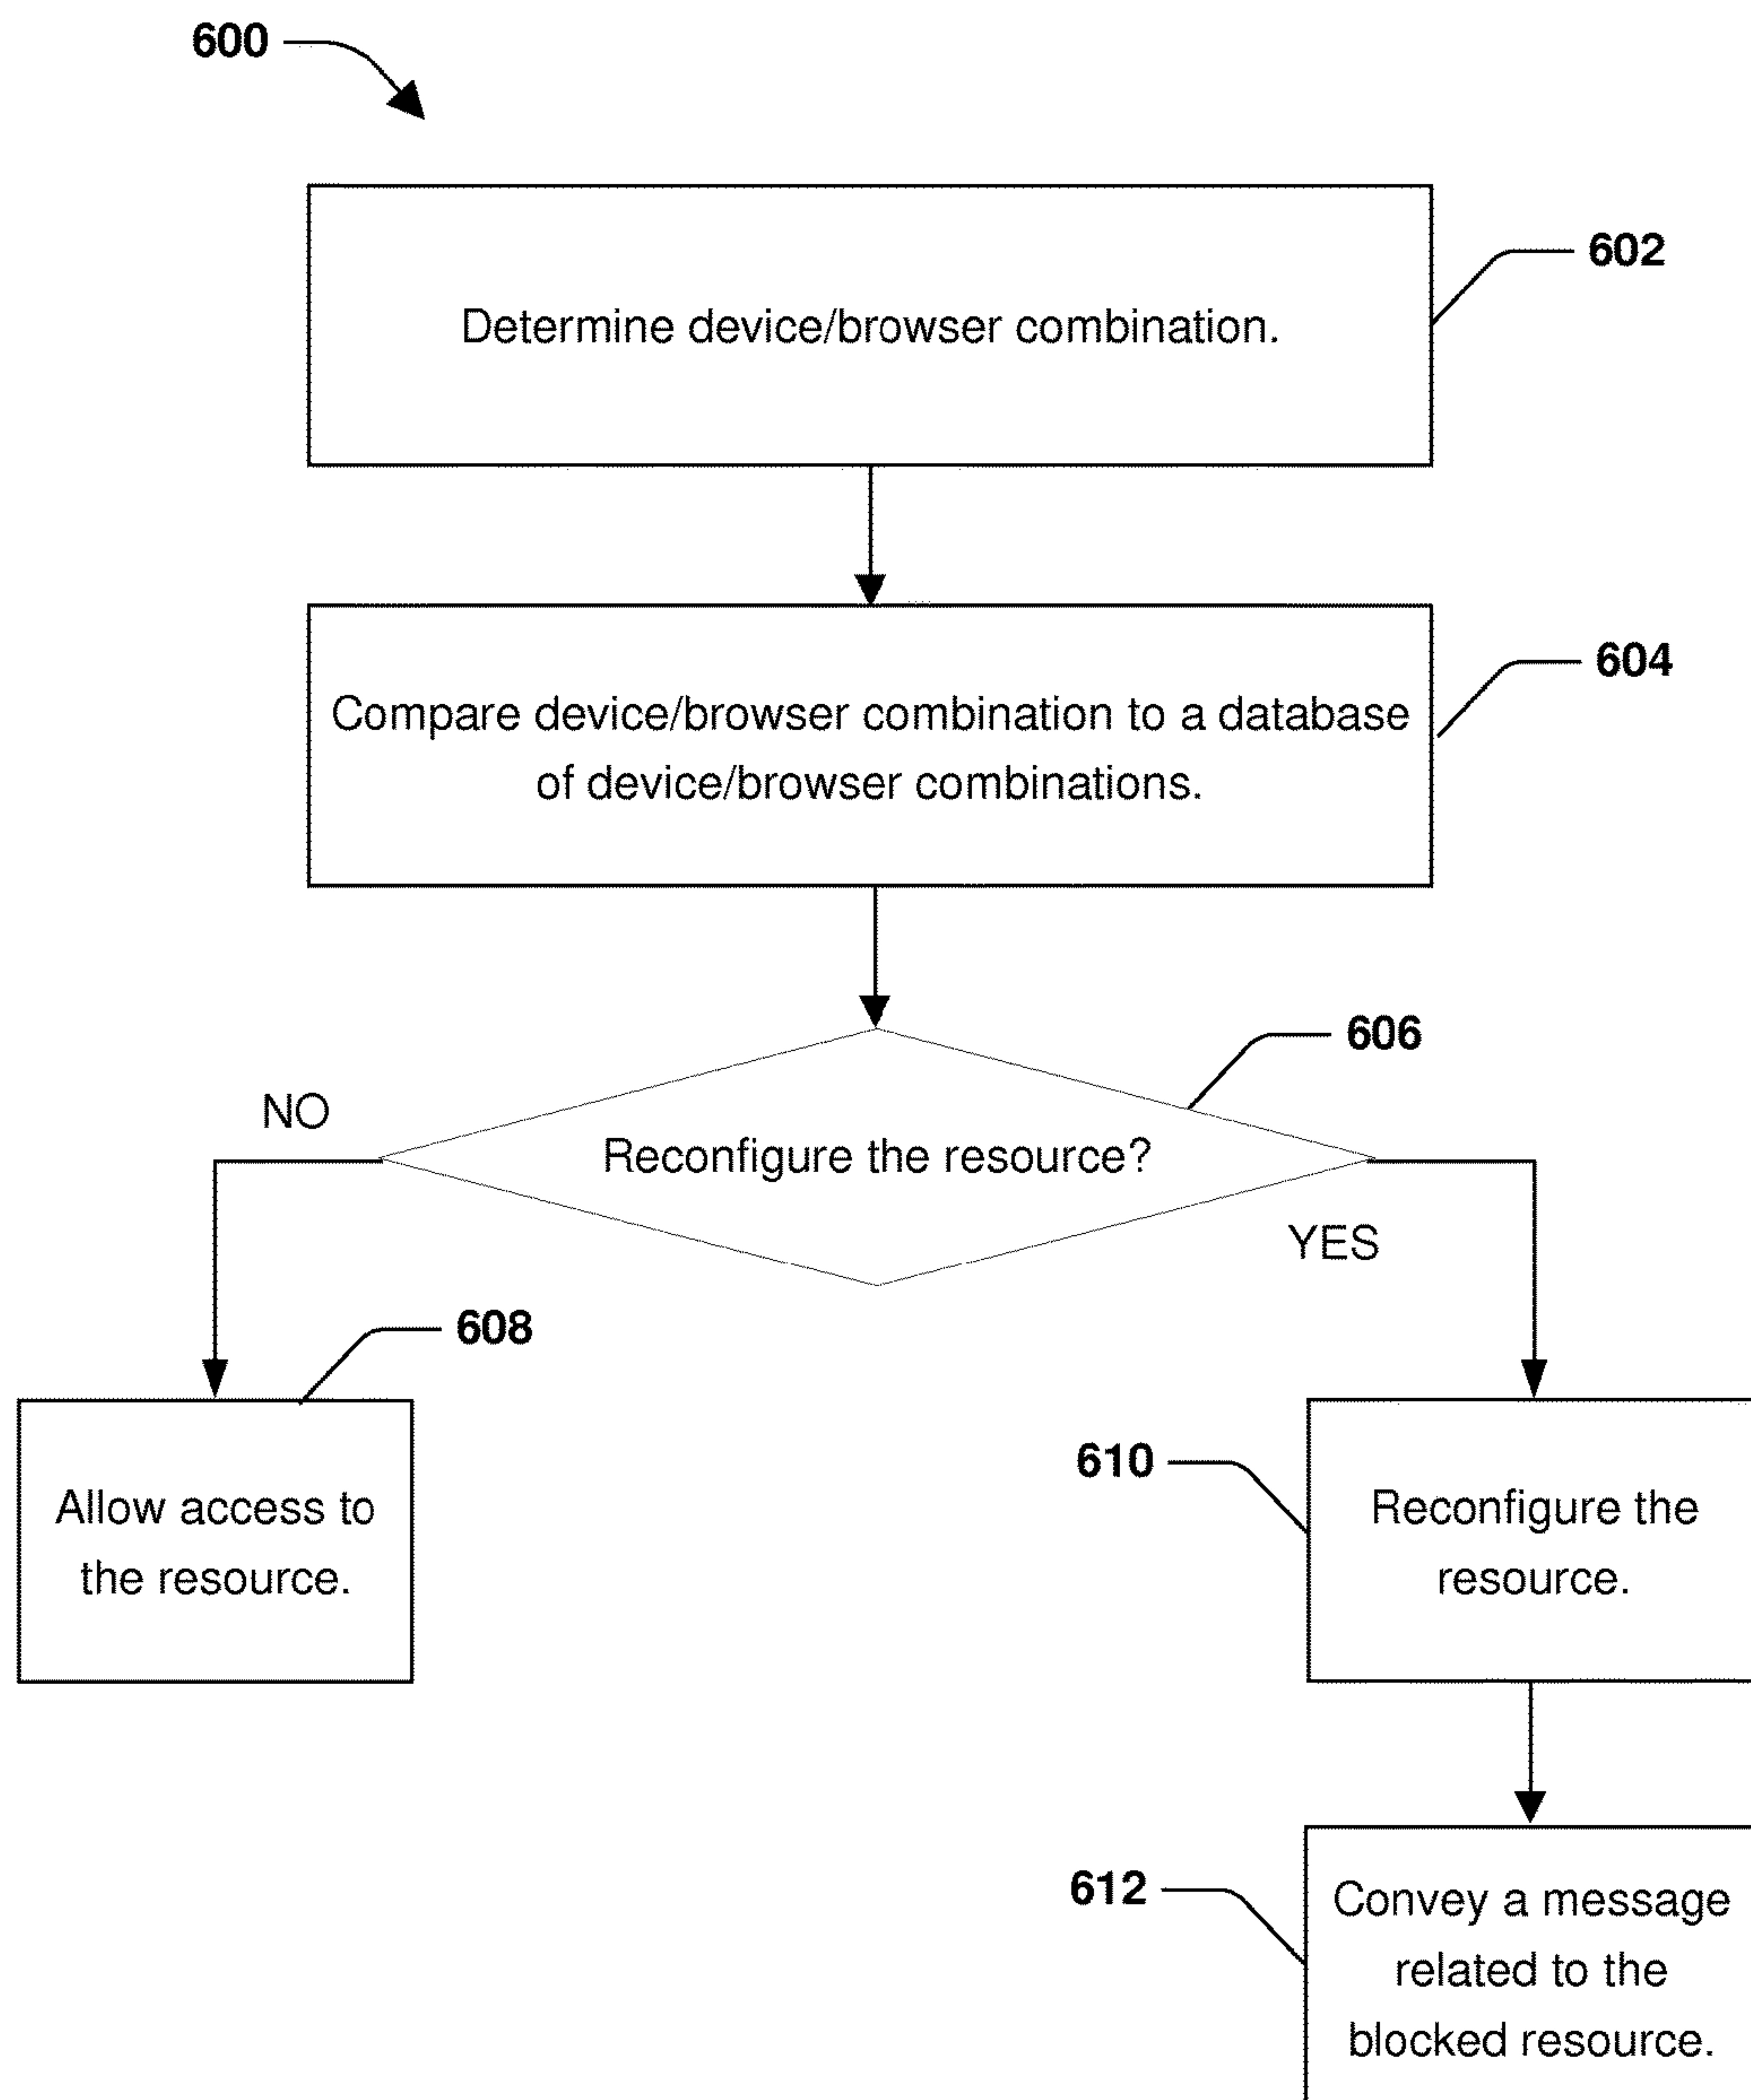 600
Determine device/browser combination.
602
Compare device/browser combination to a database
of device/browser combinations.
604
606
Reconfigure the resource?
NO
YES
608
Allow access to
the resource.
610
Reconfigure the
resource.
612
Convey a message
related to the
blocked resource.